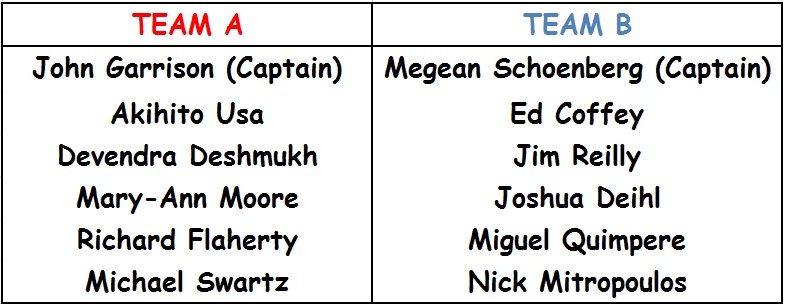 TEAM A TEAM B
John Garrison (Captain) Megean Schoenberg (Captain)
Akihito Usa Ed Coffey
Devendra Deshmukh Jim Reilly
Mary-Ann Moore Joshua Deihl
Richard Flaherty Miguel Quimpere
Michael Swartz Nick Mitropoulos